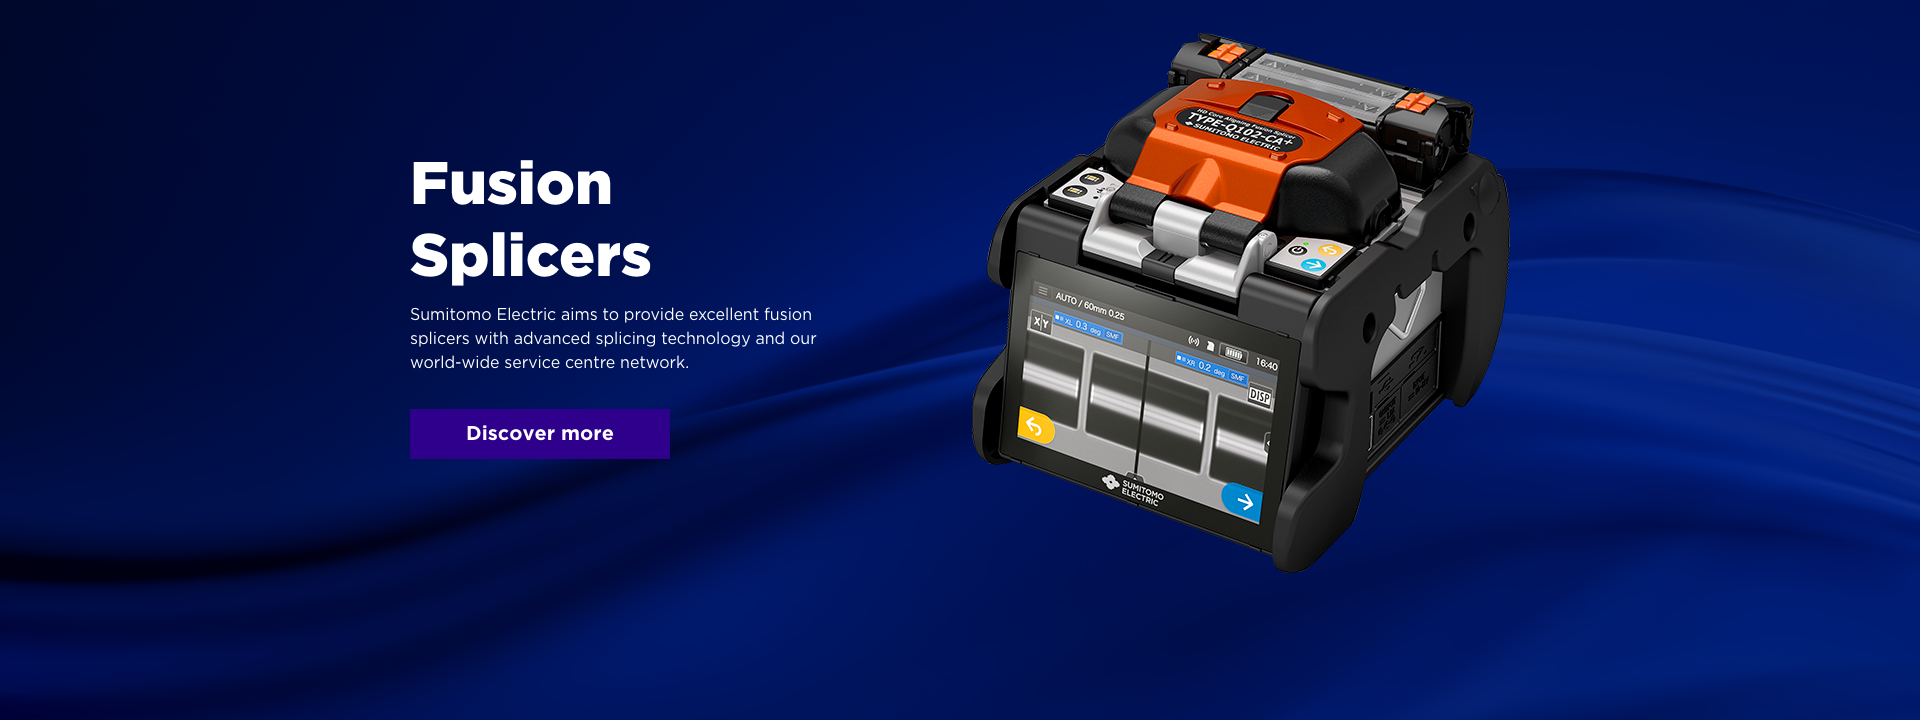 Fusion
Splicers
Sumitomo Electric aims to provide excellent fusion
splicers with advanced splicing technology and our
world-wide service centre network.
Discover more
HD Core Aligning Fusion Splicer
TYPE-Q102-CA+
SUMITOMO ELECTRIC
AUTO / 60mm 0.25
XY
XL 0.3 deg SMF
16:40
XR 0.2 deg SMF
DISP
SUMITOMO
ELECTRIC